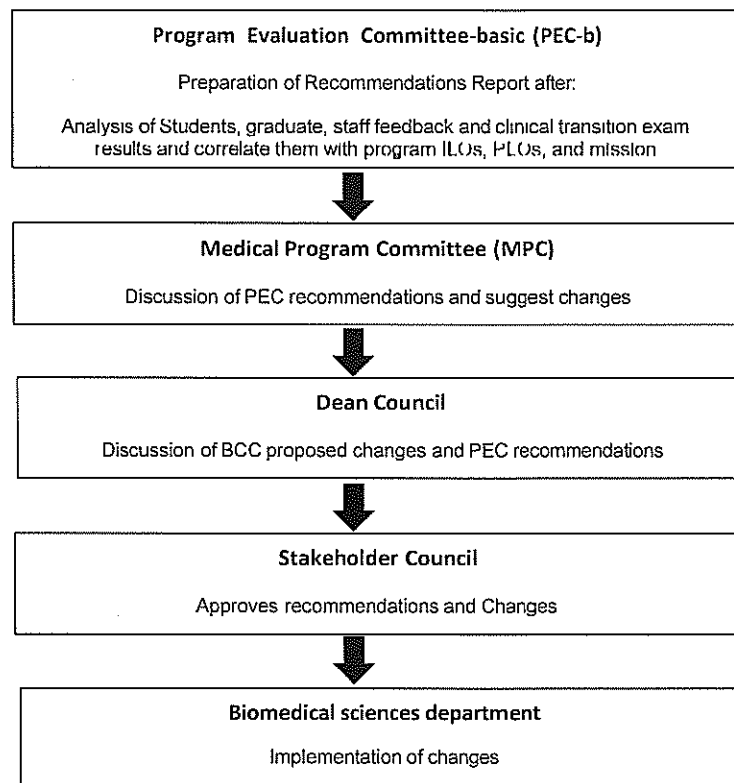 Program Evaluation Committee-basic (PEC-b)
Preparation of Recommendations Report after:
Analysis of Students, graduate, staff feedback and clinical transition exam
results and correlate them with program ILOs, PLOs, and mission
Medical Program Committee (MPC)
Discussion of PEC recommendations and suggest changes
Dean Council
Discussion of BCC proposed changes and PEC recommendations
Stakeholder Council
Approves recommendations and Changes
Biomedical sciences department
Implementation of changes